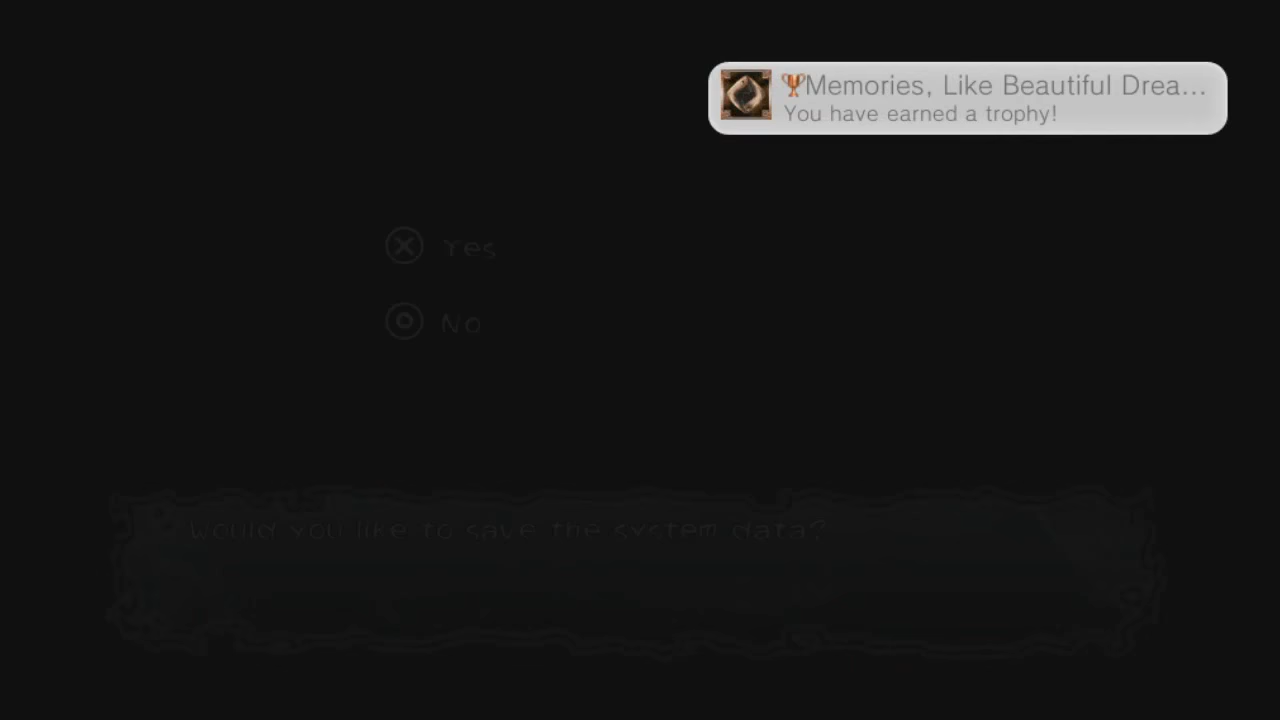 Memories, Like Beautiful Drea...
You have earned a trophy!
Yes
No
Would you like to save the system data?